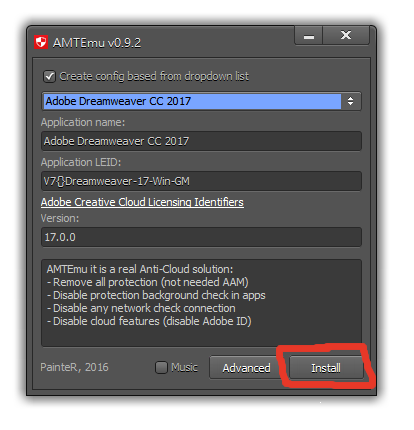 AMTEmu v0.9.2
Create config based from dropdown list
Adobe Dreamweaver CC 2017
Application name:
Adobe Dreamweaver CC 2017
Application LEID:
V7{}Dreamweaver-17-Win-GM
Adobe Creative Cloud Licensing Identifiers
Version:
17.0.0
AMTEmu it is a real Anti-Cloud solution:
- Remove all protection (not needed AAM)
- Disable protection background check in apps
- Disable any network check connection
- Disable cloud features (disable Adobe ID)
PainteR, 2016 Music Advanced Install